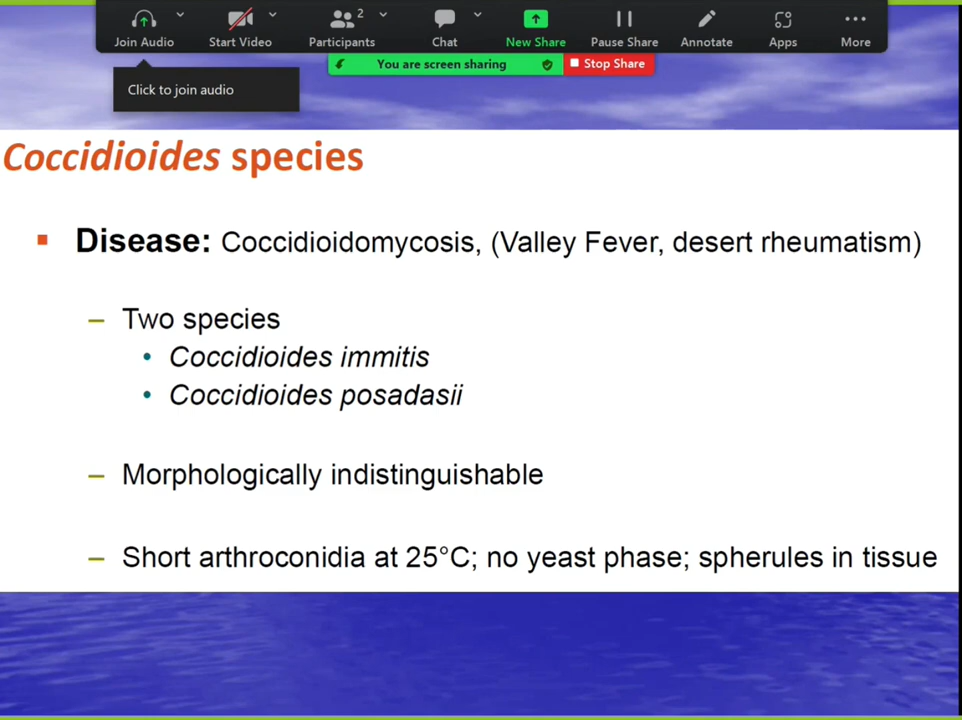 2
Join Audio Start Video Participants Chat New Share Pause Share Annotate Apps More
You are screen sharing Stop Share
Click to join audio
Coccidioides species
Disease: Coccidioidomycosis, (Valley Fever, desert rheumatism)
– Two species
• Coccidioides immitis
• Coccidioides posadasii
– Morphologically indistinguishable
– Short arthroconidia at 25°C; no yeast phase; spherules in tissue